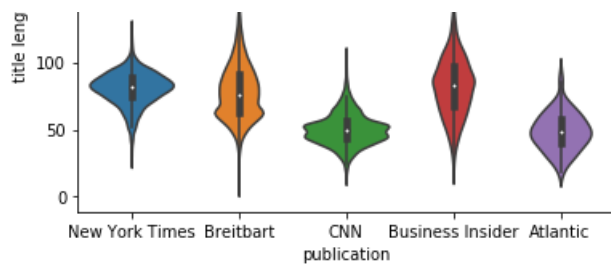 title leng
100
50
0
New York Times Breitbart CNN Business Insider Atlantic
publication